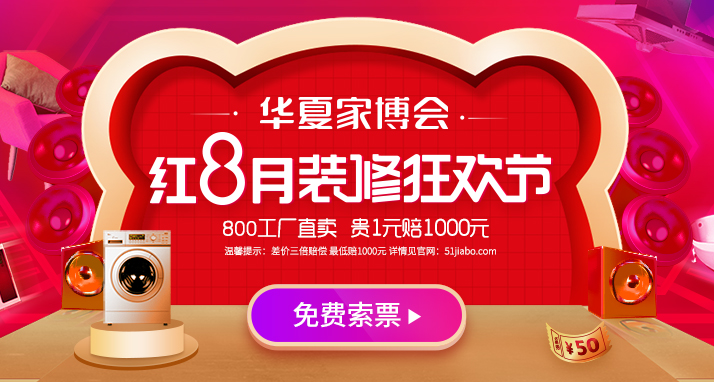 华夏家博会
红8月装修狂欢节
800工厂直卖 贵1元赔1000元
温馨提示：差价三倍赔偿 最低赔1000元 详情见官网：51jiabo.com
免费索票
¥50